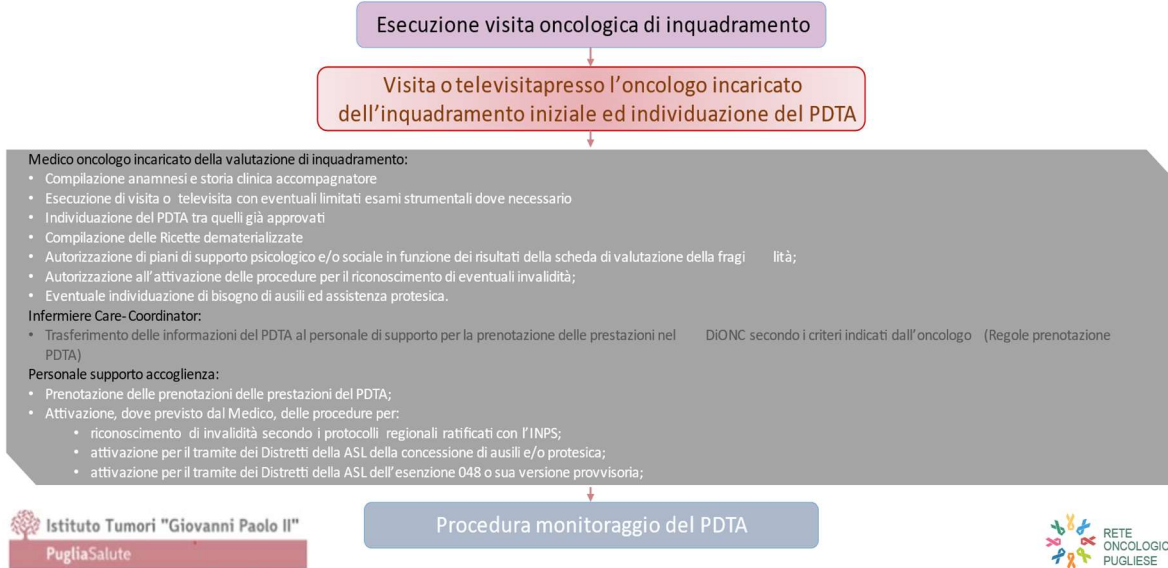 Esecuzione visita oncologica di inquadramento
Visita o televisitapresso l'oncologo incaricato
dell'inquadramento iniziale ed individuazione del PDTA
Medico oncologo incaricato della valutazione di inquadramento:
• Compilazione anamnesi e storia clinica accompagnatore
• Esecuzione di visita o televisita con eventuali limitati esami strumentali dove necessario
• Individuazione del PDTA tra quelli già approvati
• Compilazione delle Ricette dematerializzate
• Autorizzazione di piani di supporto psicologico e/o sociale in funzione dei risultati della scheda di valutazione della fragi lità;
• Autorizzazione all'attivazione delle procedure per il riconoscimento di eventuali invalidità;
• Eventuale individuazione di bisogno di ausili ed assistenza protesica.
Infermiere Care- Coordinator:
• Trasferimento delle informazioni del PDTA al personale di supporto per la prenotazione delle prestazioni nel DiONC secondo i criteri indicati dall'oncologo (Regole prenotazione
PDTA)
Personale supporto accoglienza:
• Prenotazione delle prenotazioni delle prestazioni del PDTA;
• Attivazione, dove previsto dal Medico, delle procedure per:
• riconoscimento di invalidità secondo i protocolli regionali ratificati con l'INPS;
• attivazione per il tramite dei Distretti della ASL della concessione di ausili e/o protesica;
• attivazione per il tramite dei Distretti della ASL dell'esenzione 048 o sua versione provvisoria;
Procedura monitoraggio del PDTA
Istituto Tumori "Giovanni Paolo II"
PugliaSalute
RETE
ONCOLOGIC
PUGLIESE